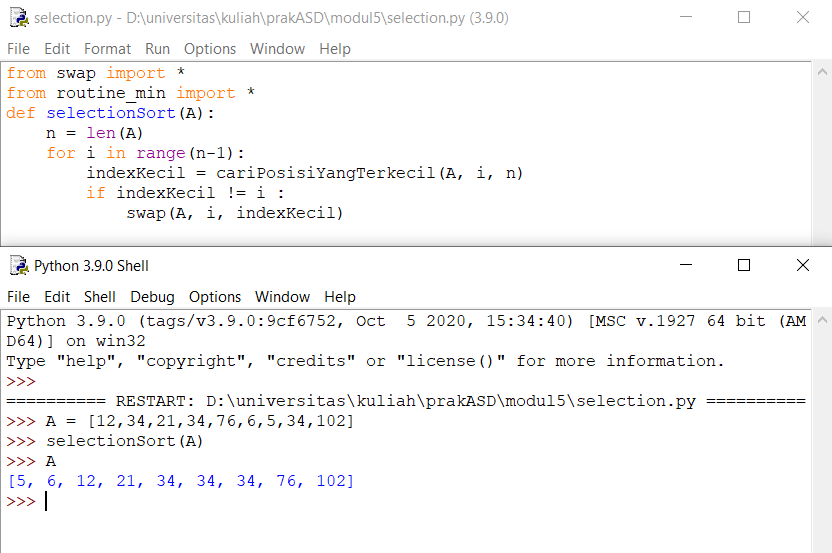 selection.py - D:\universitas\kuliah\prakASD\modul5\selection.py (3.9.0)
File Edit Format Run Options Window Help
from swap import *
from routine_min import *
def selectionSort(A):
    n = len(A)
    for i in range(n-1):
        indexKecil = cariPosisiYangTerkecil(A, i, n)
        if indexKecil != i :
            swap(A, i, indexKecil)
Python 3.9.0 Shell
File Edit Shell Debug Options Window Help
Python 3.9.0 (tags/v3.9.0:9cf6752, Oct  5 2020, 15:34:40) [MSC v.1927 64 bit (AM
D64)] on win32
Type "help", "copyright", "credits" or "license()" for more information.
>>>
========== RESTART: D:\universitas\kuliah\prakASD\modul5\selection.py ==========
>>> A = [12,34,21,34,76,6,5,34,102]
>>> selectionSort(A)
>>> A
[5, 6, 12, 21, 34, 34, 34, 76, 102]
>>>